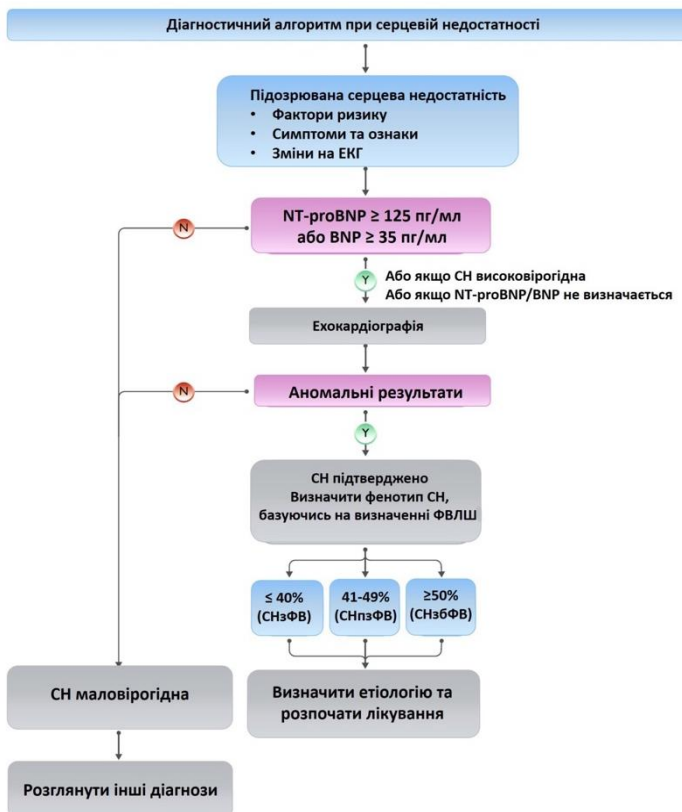 Діагностичний алгоритм при серцевій недостатності
Підозрювана серцева недостатність
• Фактори ризику
• Симптоми та ознаки
• Зміни на ЕКГ
NT-proBNP ≥ 125 пг/мл
або BNP ≥ 35 пг/мл
N
Y
Або якщо СН високовірогідна
Або якщо NT-proBNP/BNP не визначається
Ехокардіографія
Аномальні результати
N
Y
СН підтверджено
Визначити фенотип СН,
базуючись на визначенні ФВЛШ
≤ 40%
(СНзФВ)
41-49%
(СНпзФВ)
≥50%
(СНзбФВ)
СН маловірогідна
Визначити етіологію та
розпочати лікування
Розглянути інші діагнози